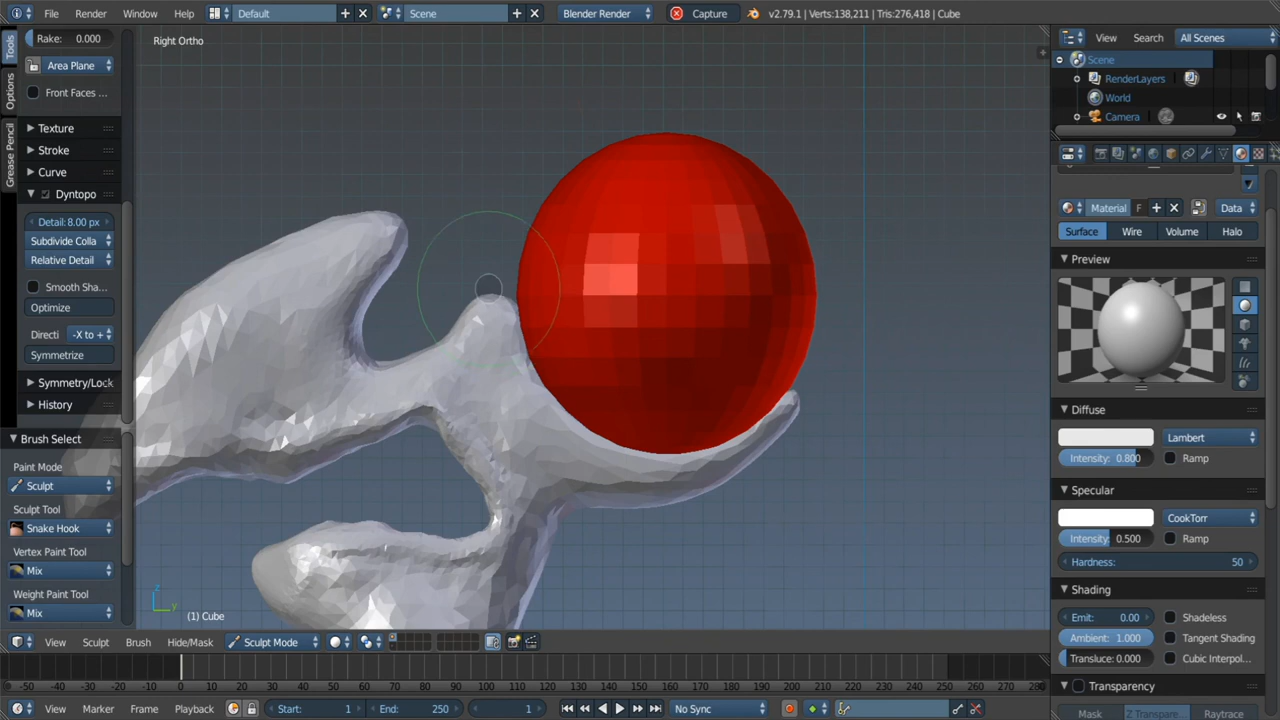 File Render Window Help Default Scene Blender Render Capture v2.79.1 | Verts:138,211 | Tris:276,418 | Cube
Tools
Options
Grease Pencil
Rake: 0.000
Area Plane
Front Faces ...
Texture
Stroke
Curve
Dyntopo
Detail: 8.00 px
Subdivide Colla
Relative Detail
Smooth Sha...
Optimize
Directi -X to +
Symmetrize
Symmetry/Lock
History
Brush Select
Paint Mode
Sculpt
Sculpt Tool
Snake Hook
Vertex Paint Tool
Mix
Weight Paint Tool
Mix
Right Ortho
z
y
(1) Cube
View Search All Scenes
Scene
RenderLayers
World
Camera
Material F Data
Surface Wire Volume Halo
Preview
Diffuse
Lambert
Intensity: 0.800 Ramp
Specular
CookTorr
Intensity: 0.500 Ramp
Hardness: 50
Shading
Emit: 0.00 Shadeless
Ambient: 1.000 Tangent Shading
Transluce: 0.000 Cubic Interpol...
Transparency
Mask Z Transpare... Raytrace
View Sculpt Brush Hide/Mask Sculpt Mode
-50 -40 -30 -20 -10 0 10 20 30 40 50 60 70 80 90 100 110 120 130 140 150 160 170 180 190 200 210 220 230 240 250 260 270 280
View Marker Frame Playback Start: 1 End: 250 1 No Sync